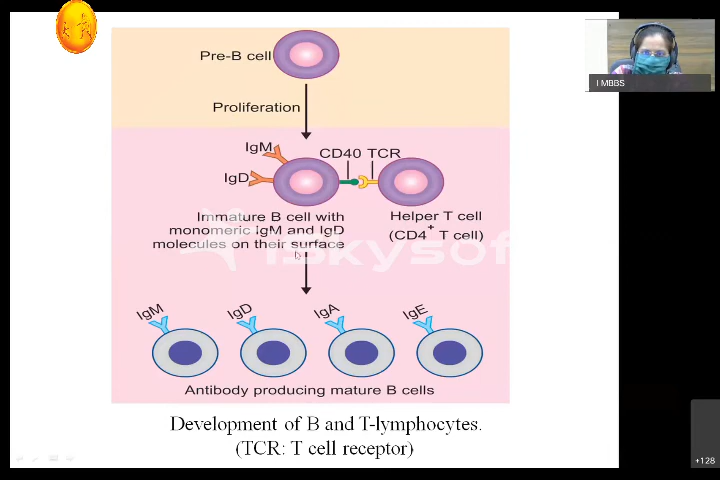 Pre-B cell
I MBBS
Proliferation
IgM
CD40 TCR
IgD
Immature B cell with
monomeric IgM and IgD
molecules on their surface
Helper T cell
(CD4+ T cell)
iSkysof
IgM
IgD
IgA
IgE
Antibody producing mature B cells
Development of B and T-lymphocytes.
(TCR: T cell receptor)
+128